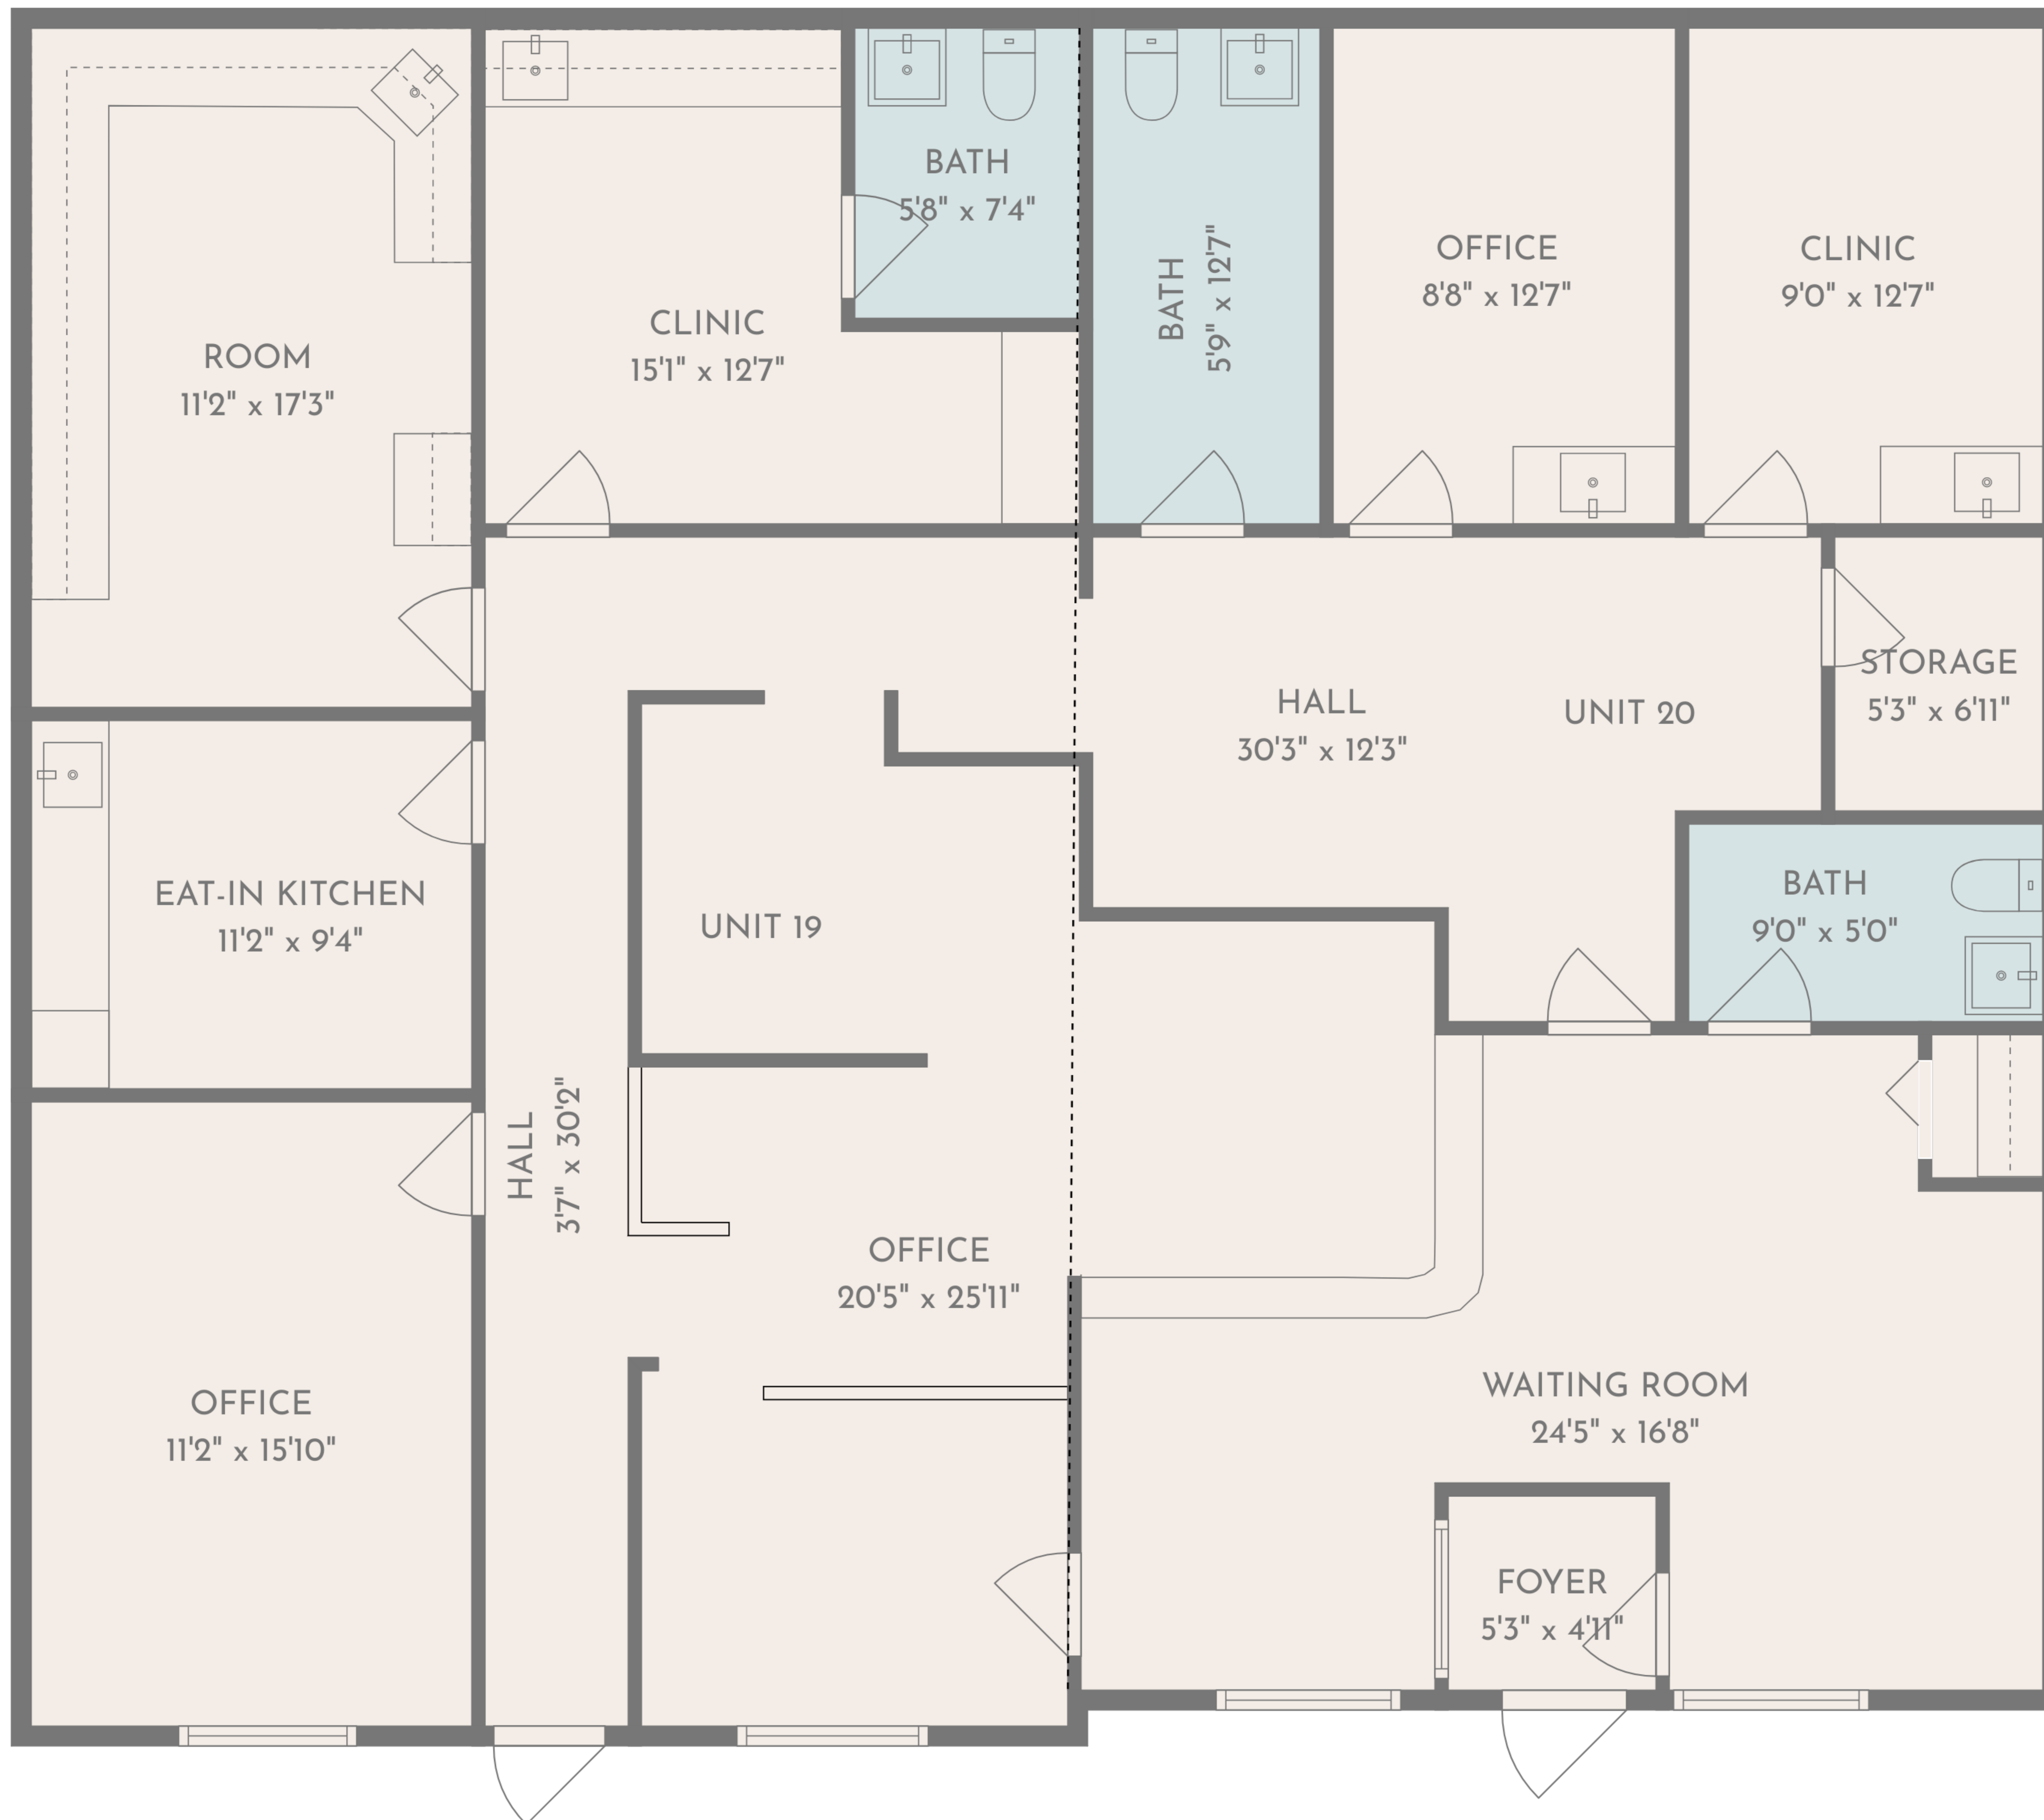 BATH
5'8" x 7'4"
BATH
5'9" x 12'7"
OFFICE
8'8" x 12'7"
CLINIC
9'0" x 12'7"
CLINIC
15'1" x 12'7"
ROOM
11'2" x 17'3"
STORAGE
5'3" x 6'11"
HALL
30'3" x 12'3"
UNIT 20
EAT-IN KITCHEN
11'2" x 9'4"
UNIT 19
BATH
9'0" x 5'0"
HALL
3'7" x 30'2"
OFFICE
20'5" x 25'11"
OFFICE
11'2" x 15'10"
WAITING ROOM
24'5" x 16'8"
FOYER
5'3" x 4'11"